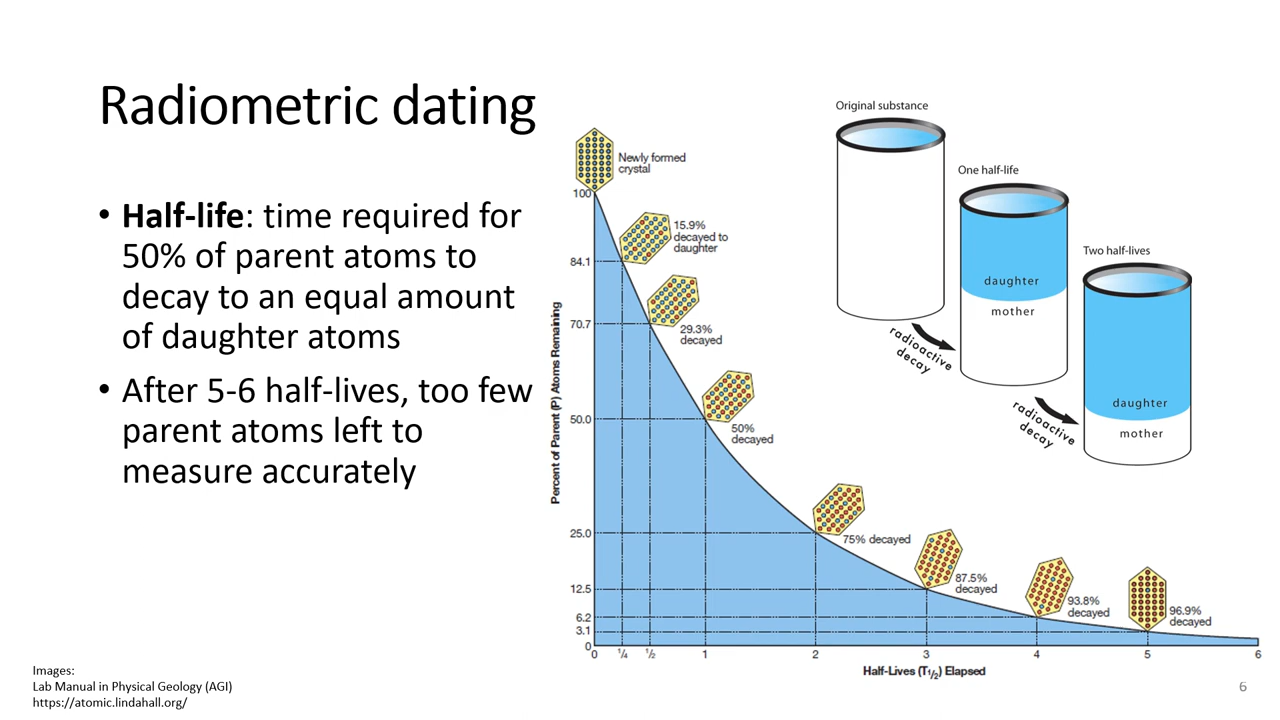 Radiometric dating
• Half-life: time required for
50% of parent atoms to
decay to an equal amount
of daughter atoms
• After 5-6 half-lives, too few
parent atoms left to
measure accurately
Images:
Lab Manual in Physical Geology (AGI)
https://atomic.lindahall.org/
Percent of Parent (P) Atoms Remaining
100
84.1
70.7
50.0
25.0
12.5
6.2
3.1
0
Newly formed
crystal
15.9%
decayed to
daughter
29.3%
decayed
50%
decayed
75% decayed
87.5%
decayed
93.8%
decayed
96.9%
decayed
0 ¼ ½ 1 2 3 4 5 6
Half-Lives (T½) Elapsed
Original substance
radioactive
decay
One half-life
daughter
mother
radioactive
decay
Two half-lives
daughter
mother
6